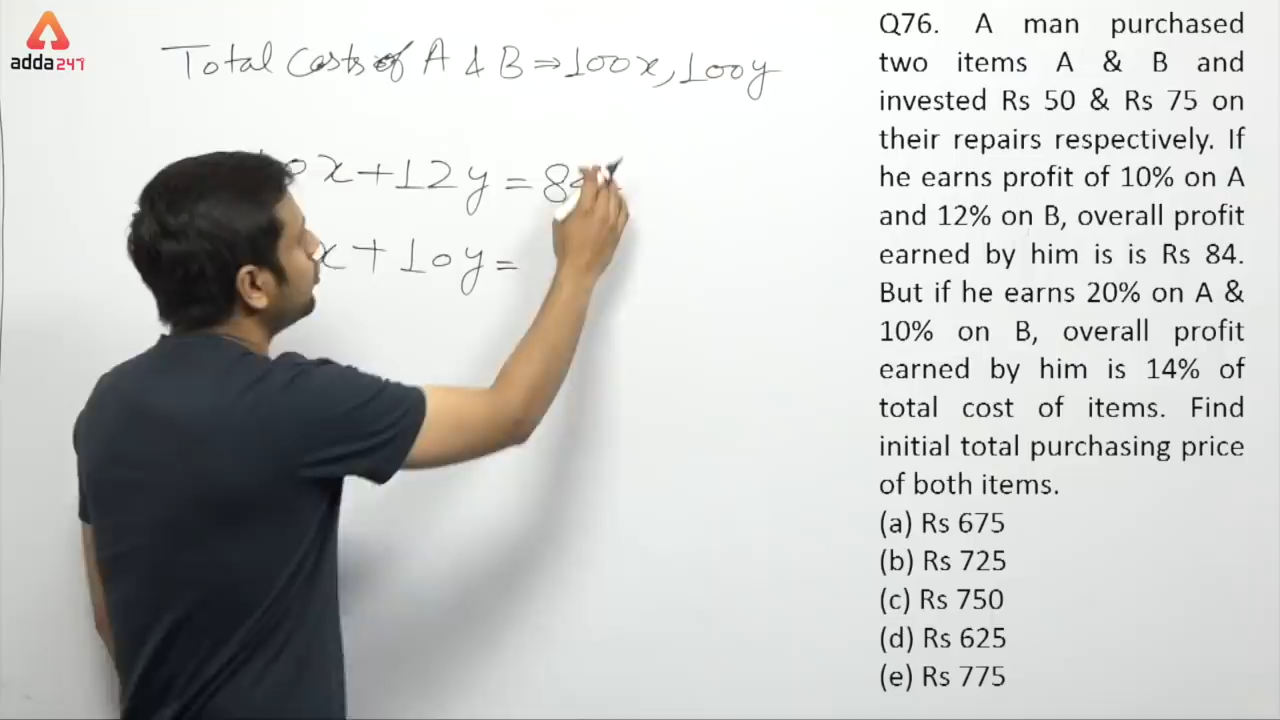 adda247
Total Costs of A & B ⇒ 100x, 100y
x + 12y = 84
x + 10y =
Q76. A man purchased
two items A & B and
invested Rs 50 & Rs 75 on
their repairs respectively. If
he earns profit of 10% on A
and 12% on B, overall profit
earned by him is is Rs 84.
But if he earns 20% on A &
10% on B, overall profit
earned by him is 14% of
total cost of items. Find
initial total purchasing price
of both items.
(a) Rs 675
(b) Rs 725
(c) Rs 750
(d) Rs 625
(e) Rs 775